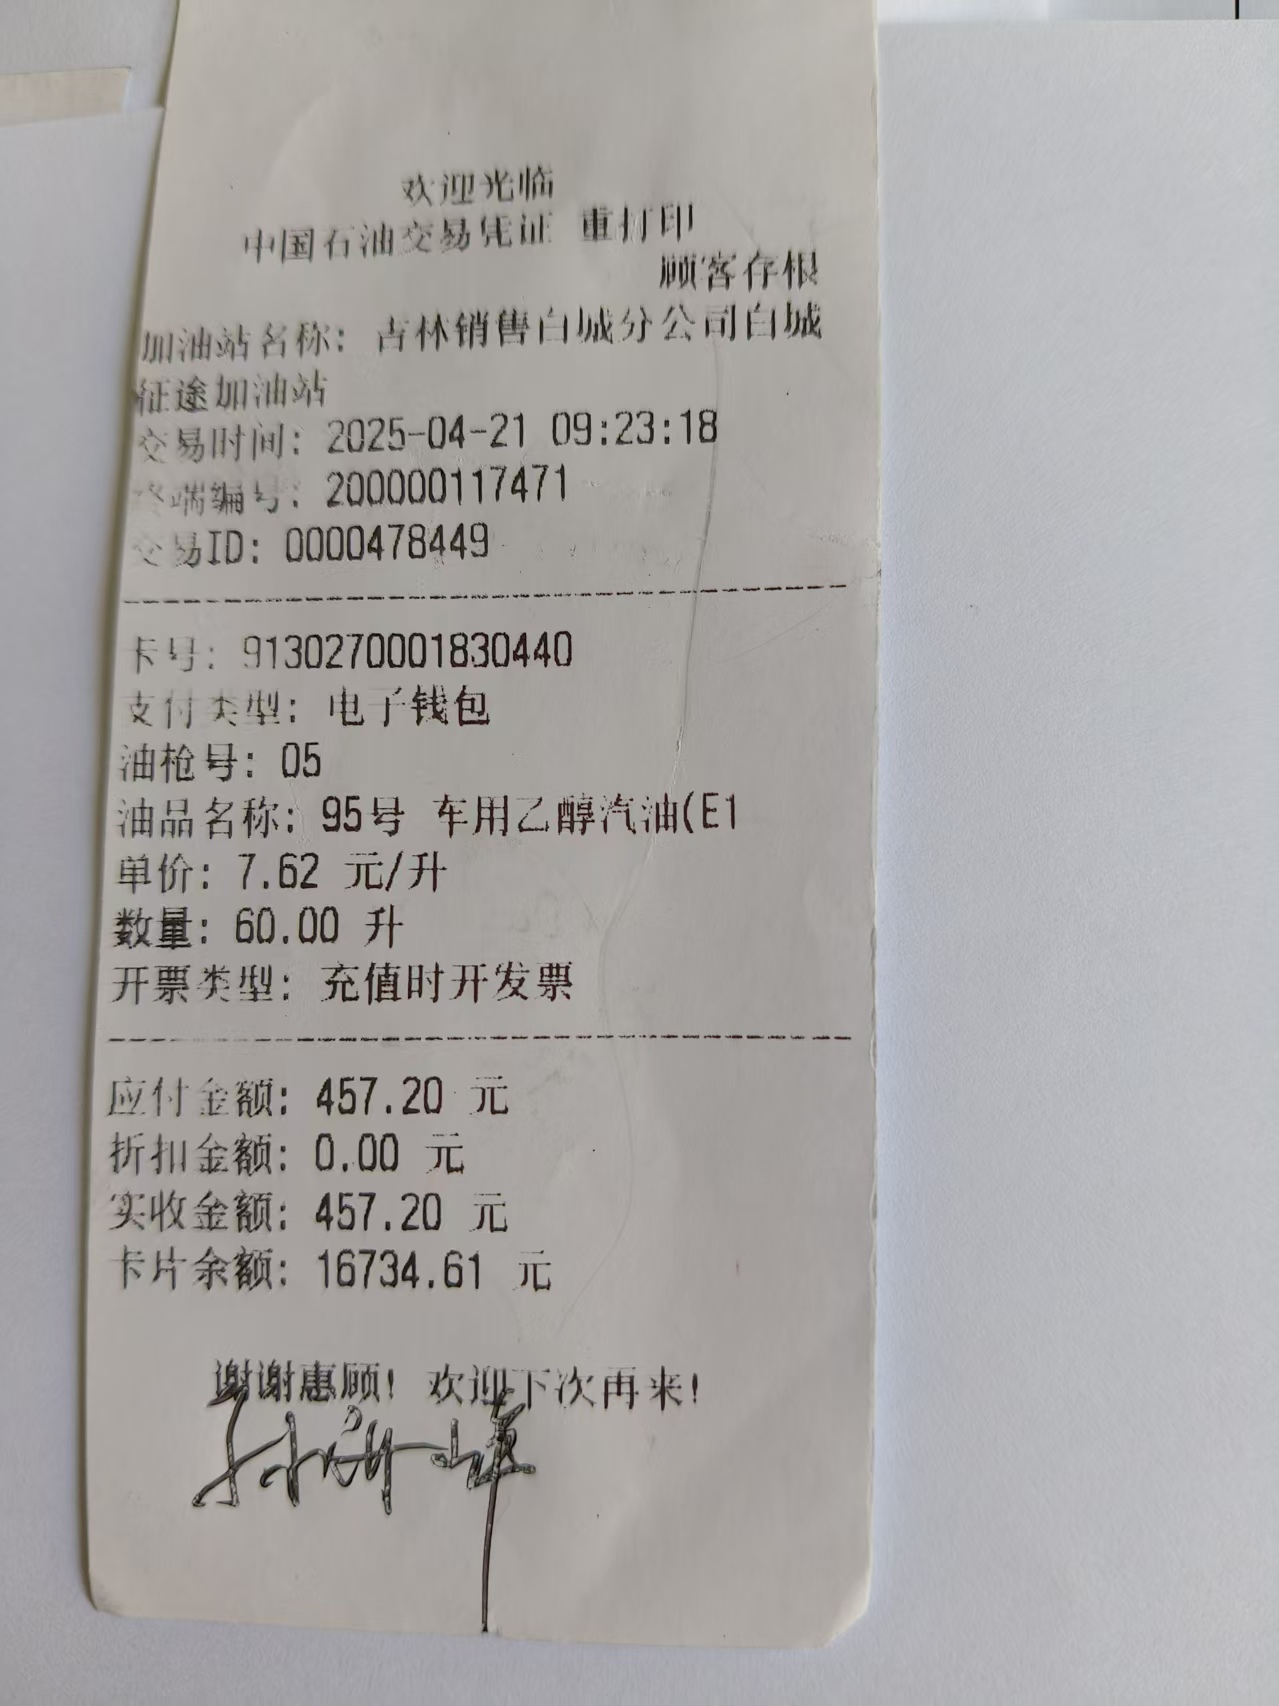 欢迎光临
中国石油交易凭证 重打印
顾客存根
加油站名称: 吉林销售白城分公司白城
征途加油站
交易时间: 2025-04-21 09:23:18
终端编号: 200000117471
交易ID: 0000478449
卡号: 9130270001830440
支付类型: 电子钱包
油枪号: 05
油品名称: 95号 车用乙醇汽油(E1
单价: 7.62 元/升
数量: 60.00 升
开票类型: 充值时开发票
应付金额: 457.20 元
折扣金额: 0.00 元
实收金额: 457.20 元
卡片余额: 16734.61 元
谢谢惠顾! 欢迎下次再来!